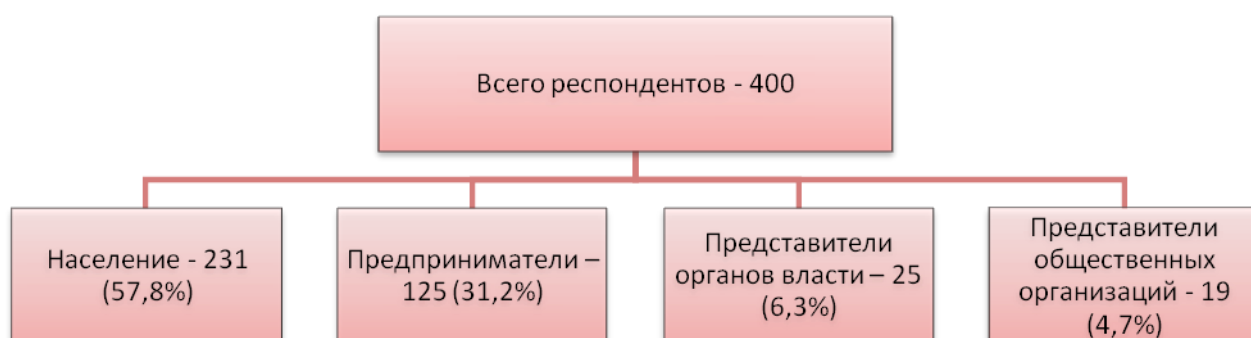 Всего респондентов - 400
Население - 231
(57,8%)
Предприниматели –
125 (31,2%)
Представители
органов власти – 25
(6,3%)
Представители
общественных
организаций - 19
(4,7%)